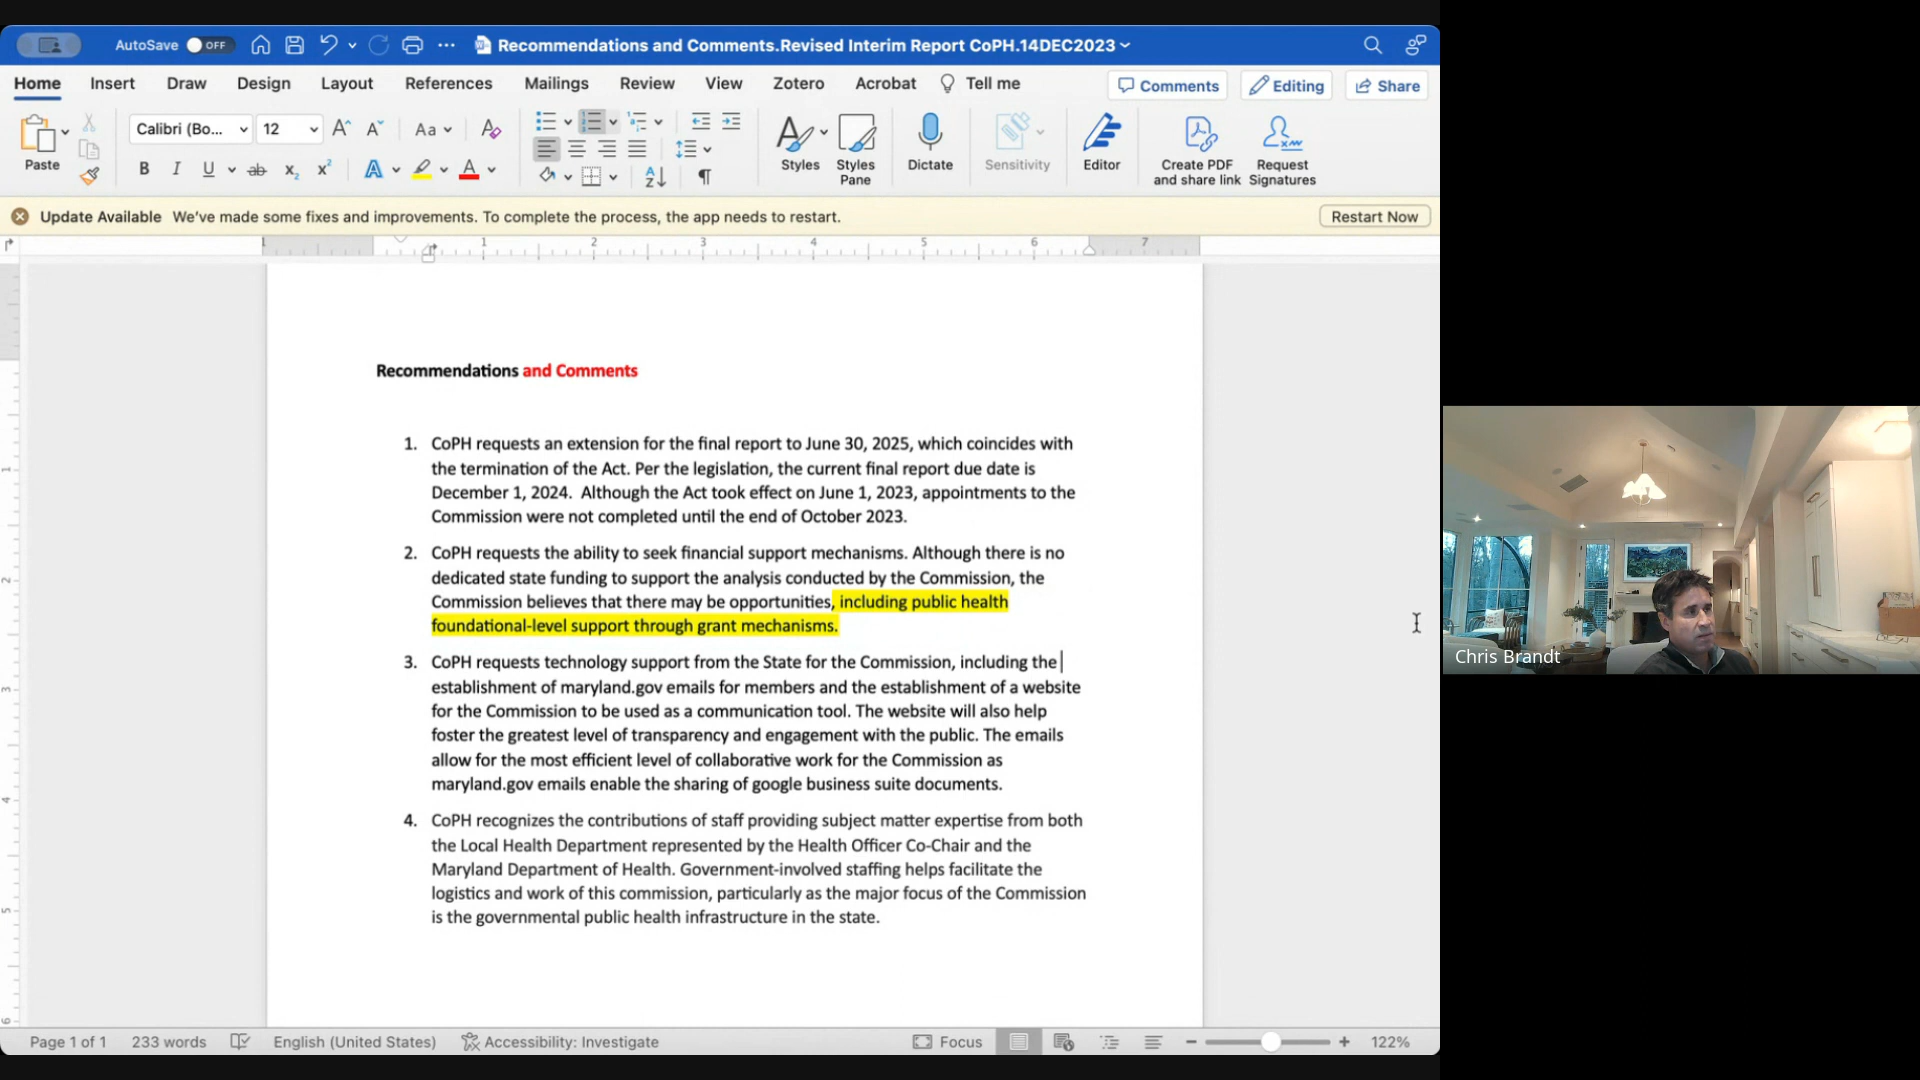 AutoSave OFF
Recommendations and Comments.Revised Interim Report CoPH.14DEC2023
Home Insert Draw Design Layout References Mailings Review View Zotero Acrobat Tell me
Comments Editing Share
Paste
Calibri (Bo... 12
Styles
Styles Pane
Dictate
Sensitivity
Editor
Create PDF and share link
Request Signatures
Update Available We've made some fixes and improvements. To complete the process, the app needs to restart.
Restart Now
1 1 2 3 4 5 6 7
Recommendations and Comments
1. CoPH requests an extension for the final report to June 30, 2025, which coincides with
the termination of the Act. Per the legislation, the current final report due date is
December 1, 2024. Although the Act took effect on June 1, 2023, appointments to the
Commission were not completed until the end of October 2023.
2. CoPH requests the ability to seek financial support mechanisms. Although there is no
dedicated state funding to support the analysis conducted by the Commission, the
Commission believes that there may be opportunities, including public health
foundational-level support through grant mechanisms.
3. CoPH requests technology support from the State for the Commission, including the
establishment of maryland.gov emails for members and the establishment of a website
for the Commission to be used as a communication tool. The website will also help
foster the greatest level of transparency and engagement with the public. The emails
allow for the most efficient level of collaborative work for the Commission as
maryland.gov emails enable the sharing of google business suite documents.
4. CoPH recognizes the contributions of staff providing subject matter expertise from both
the Local Health Department represented by the Health Officer Co-Chair and the
Maryland Department of Health. Government-involved staffing helps facilitate the
logistics and work of this commission, particularly as the major focus of the Commission
is the governmental public health infrastructure in the state.
Page 1 of 1 233 words English (United States) Accessibility: Investigate Focus 122%
Chris Brandt